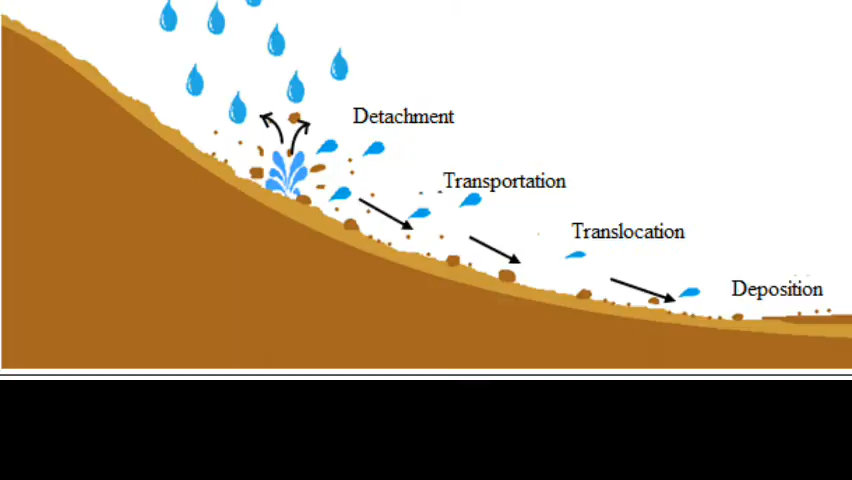 Detachment
Transportation
Translocation
Deposition